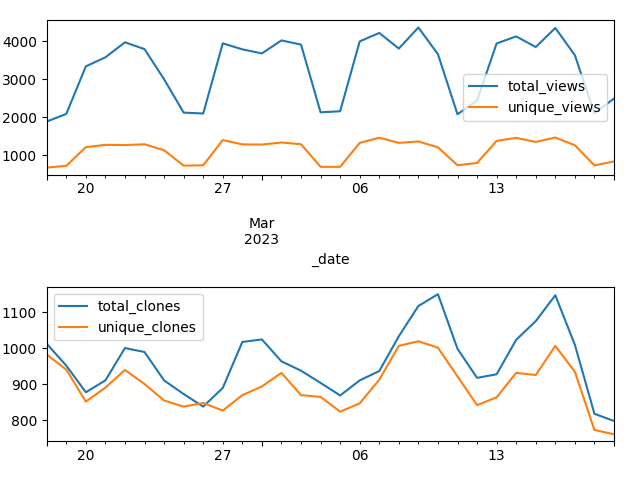 4000
3000
2000
1000
total_views
unique_views
20 27 06 13
Mar
2023
_date
1100
1000
900
800
total_clones
unique_clones
20 27 06 13